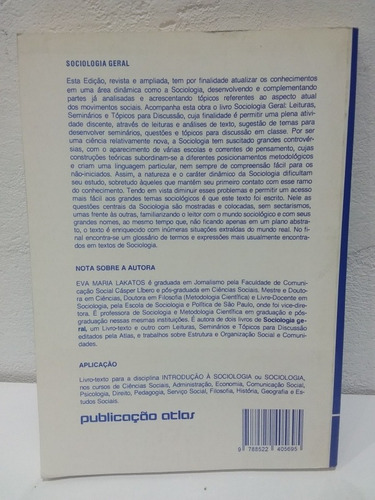 SOCIOLOGIA GERAL
Esta Edição, revista e ampliada, tem por finalidade atualizar os conhecimentos
em uma área dinâmica como a Sociologia, desenvolvendo e complementando
partes já analisadas e acrescentando tópicos referentes ao aspecto atual
dos movimentos sociais. Acompanha esta obra o livro Sociologia Geral: Leituras,
Seminários e Tópicos para Discussão, cuja finalidade é permitir uma plena ativi-
dade discente, através de leituras e análises de texto, sugestão de temas para
desenvolver seminários, questões e tópicos para discussão em classe. Por ser
uma ciência relativamente nova, a Sociologia tem suscitado grandes controvér-
sias, com o aparecimento de várias escolas e correntes de pensamento, cujas
construções teóricas subordinam-se a diferentes posicionamentos metodológicos
e criam uma linguagem particular, nem sempre de compreensão fácil para os
não-iniciados. Assim, a natureza e o caráter dinâmico da Sociologia dificultam
seu estudo, sobretudo àqueles que mantêm seu primeiro contato com esse ramo
do conhecimento. Tendo em vista diminuir esses problemas e permitir um acesso
mais fácil aos grandes temas sociológicos é que este texto foi escrito. Nele as
questões centrais da Sociologia são mostradas e colocadas, sem sectarismos,
umas frente às outras, familiarizando o leitor com o mundo sociológico e com seus
grandes nomes, ao mesmo tempo que, não ficando apenas em um plano abstra-
to, o texto é enriquecido com inúmeras situações extraídas do mundo real. No fi-
nal encontra-se um glossário de termos e expressões mais usualmente encontra-
dos em textos de Sociologia.
NOTA SOBRE A AUTORA
EVA MARIA LAKATOS é graduada em Jornalismo pela Faculdade de Comuni-
cação Social Cásper Líbero e pós-graduada em Ciências Sociais. Mestre e Douto-
ra em Ciências, Doutora em Filosofia (Metodologia Científica) e Livre-Docente em
Sociologia, pela Escola de Sociologia e Política de São Paulo, onde foi vice-direto-
ra. É professora de Sociologia e Metodologia Científica em graduação e pós-
graduação nessas mesmas instituições. É autora de dois livros de Sociologia ge-
ral, um Livro-texto e outro com Leituras, Seminários e Tópicos para Discussão
editados pela Atlas, e trabalhos sobre Estrutura e Organização Social e Comuni-
dades.
APLICAÇÃO
Livro-texto para a disciplina INTRODUÇÃO À SOCIOLOGIA ou SOCIOLOGIA,
nos cursos de Ciências Sociais, Administração, Economia, Comunicação Social,
Psicologia, Direito, Pedagogia, Serviço Social, Filosofia, História, Geografia e Es-
tudos Sociais.
publicação atlas
9 788522 405695